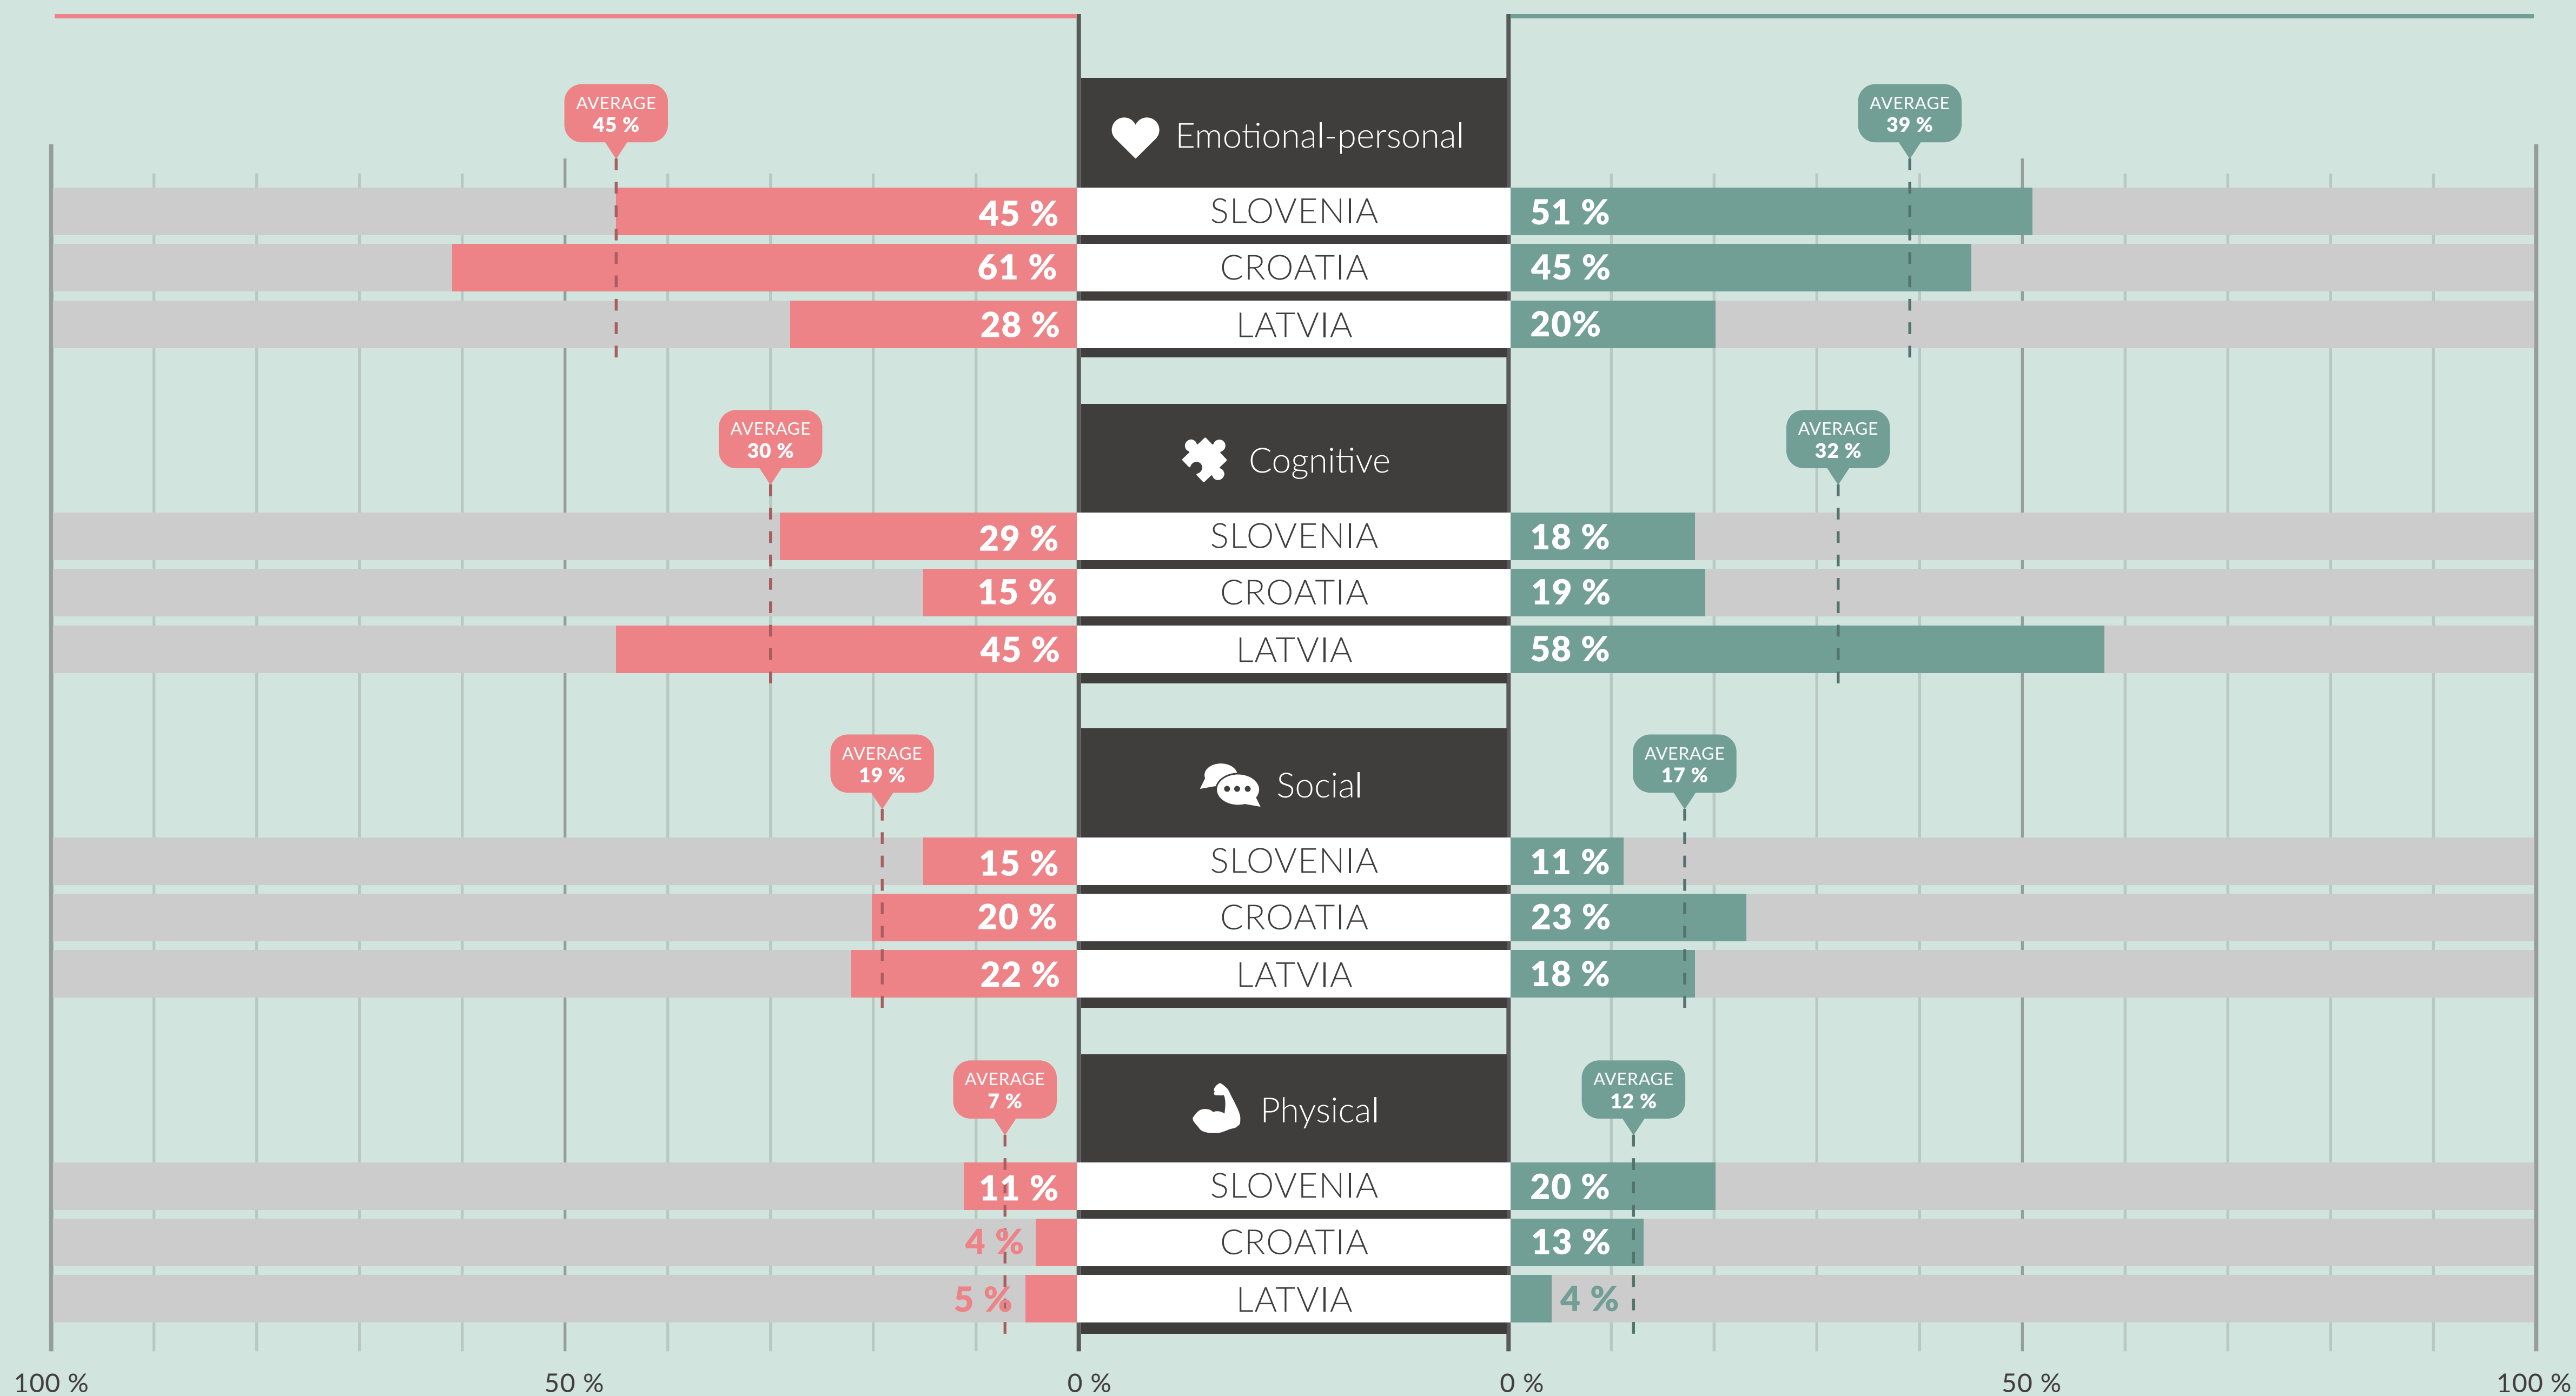 AVERAGE
45 %
Emotional-personal
AVERAGE
39 %
45 % SLOVENIA 51 %
61 % CROATIA 45 %
28 % LATVIA 20%
AVERAGE
30 %
Cognitive
AVERAGE
32 %
29 % SLOVENIA 18 %
15 % CROATIA 19 %
45 % LATVIA 58 %
AVERAGE
19 %
Social
AVERAGE
17 %
15 % SLOVENIA 11 %
20 % CROATIA 23 %
22 % LATVIA 18 %
AVERAGE
7 %
Physical
AVERAGE
12 %
11 % SLOVENIA 20 %
4 % CROATIA 13 %
5 % LATVIA 4 %
100 % 50 % 0 % 0 % 50 % 100 %